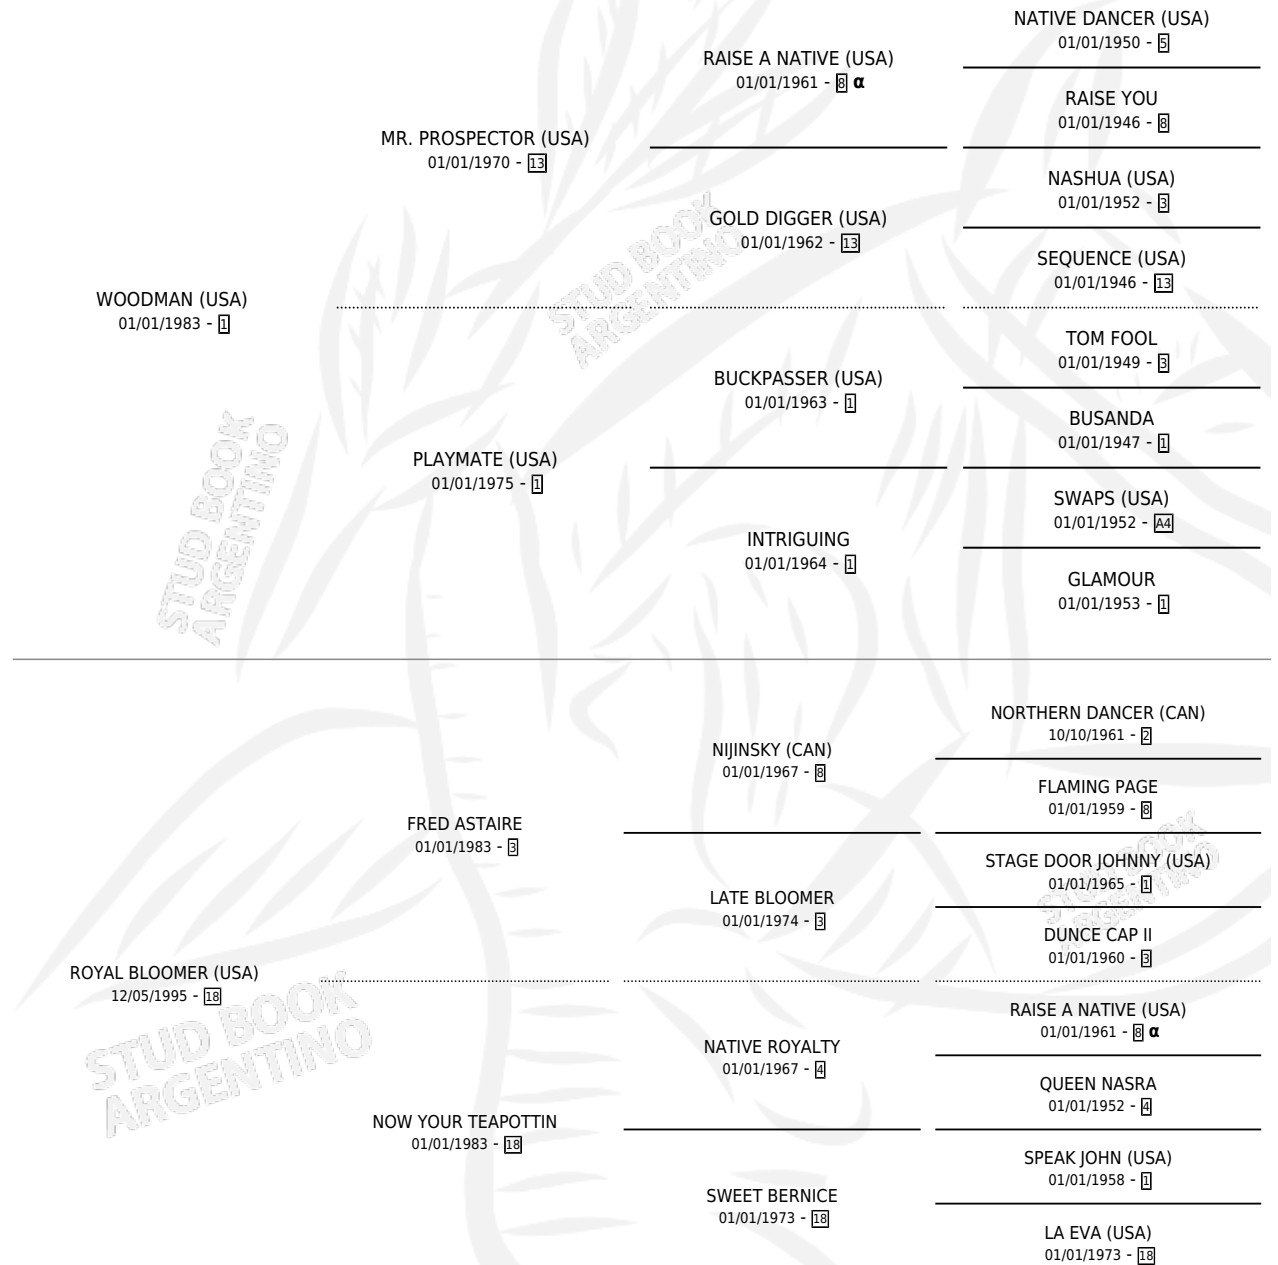 NATIVE DANCER (USA)
01/01/1950 - 5
RAISE A NATIVE (USA)
01/01/1961 - 8 α
RAISE YOU
01/01/1946 - 8
MR. PROSPECTOR (USA)
01/01/1970 - 13
NASHUA (USA)
01/01/1952 - 3
GOLD DIGGER (USA)
01/01/1962 - 13
SEQUENCE (USA)
01/01/1946 - 13
WOODMAN (USA)
01/01/1983 - 1
TOM FOOL
01/01/1949 - 3
BUCKPASSER (USA)
01/01/1963 - 1
BUSANDA
01/01/1947 - 1
PLAYMATE (USA)
01/01/1975 - 1
SWAPS (USA)
01/01/1952 - A4
INTRIGUING
01/01/1964 - 1
GLAMOUR
01/01/1953 - 1
NORTHERN DANCER (CAN)
10/10/1961 - 2
NIJINSKY (CAN)
01/01/1967 - 8
FLAMING PAGE
01/01/1959 - 8
FRED ASTAIRE
01/01/1983 - 3
STAGE DOOR JOHNNY (USA)
01/01/1965 - 1
LATE BLOOMER
01/01/1974 - 3
DUNCE CAP II
01/01/1960 - 3
ROYAL BLOOMER (USA)
12/05/1995 - 18
RAISE A NATIVE (USA)
01/01/1961 - 8 α
NATIVE ROYALTY
01/01/1967 - 4
QUEEN NASRA
01/01/1952 - 4
NOW YOUR TEAPOTTIN
01/01/1983 - 18
SPEAK JOHN (USA)
01/01/1958 - 1
SWEET BERNICE
01/01/1973 - 18
LA EVA (USA)
01/01/1973 - 18
STUD BOOK
ARGENTINO
STUD BOOK
ARGENTINO
STUD BOOK
ARGENTINO
STUD BOOK
ARGENTINO